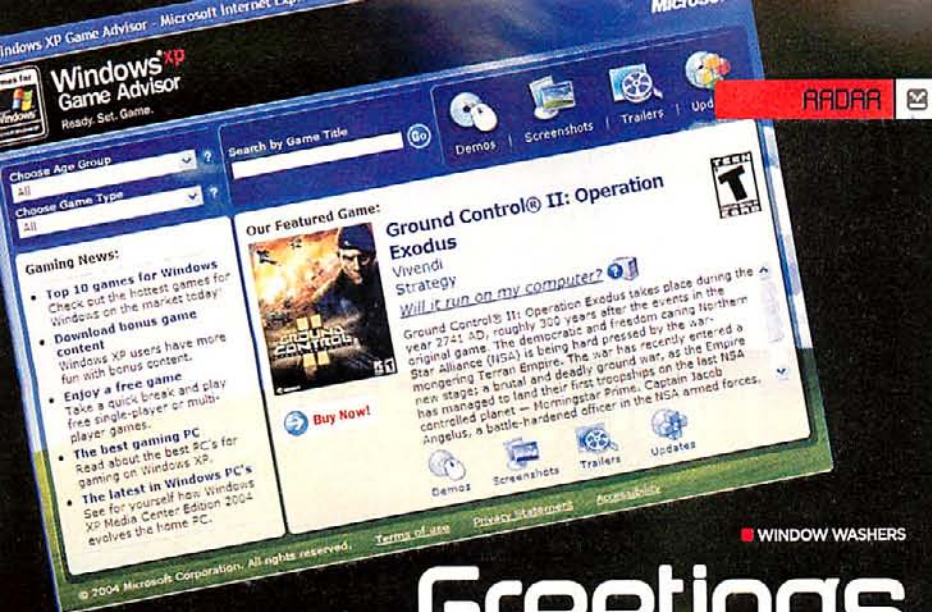 Windows XP Game Advisor - Microsoft Internet
Windows xp
Game Advisor
Ready. Set. Game.
Choose Age Group
All
Choose Game Type
All
Search by Game Title
Go
Demos | Screenshots | Trailers |
RADAR
Gaming News:
• Top 10 games for Windows
Check out the hottest games for
Windows on the market today!
• Download bonus game
content
Windows XP users have more
fun with bonus content.
• Enjoy a free game
Take a quick break and play
free single-player or multi-
player games.
• The best gaming PC
Read about the best PC's for
gaming on Windows XP.
• The latest in Windows PC's
See for yourself how Windows
XP Media Center Edition 2004
evolves the home PC.
Our Featured Game:
GROUND
CONTROL
II
Buy Now!
Ground Control® II: Operation
Exodus
Vivendi
Strategy
Will it run on my computer?
TEEN
T
Ground Control® II: Operation Exodus takes place during the
year 2741 AD, roughly 300 years after the events in the
original game. The democratic and freedom caring Northern
Star Alliance (NSA) is being hard pressed by the war-
mongering Terran Empire. The war has recently entered a
new stage; a brutal and deadly ground war, as the Empire
has managed to land their first troopships on the last NSA
controlled planet — Morningstar Prime. Captain Jacob
Angelus, a battle-hardened officer in the NSA armed forces,
Demos Screenshots Trailers Updates
© 2004 Microsoft Corporation. All rights reserved. Terms of use Privacy Statement Accessibility
WINDOW WASHERS
Greetings